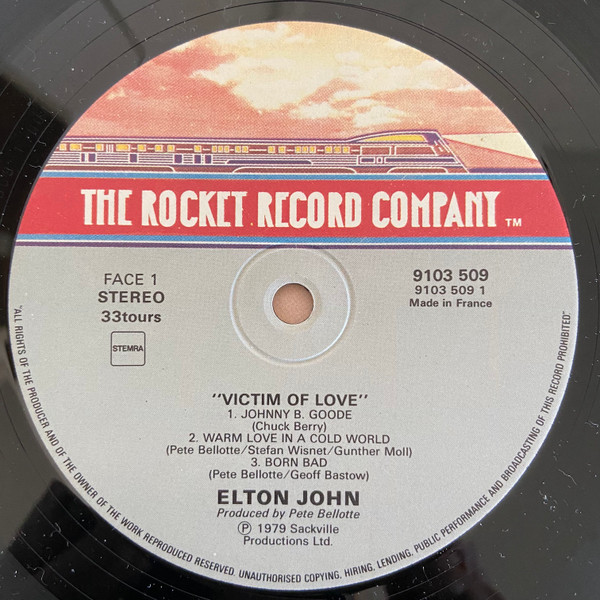 THE ROCKET RECORD COMPANY TM
FACE 1
STEREO
33tours
STEMRA
9103 509
9103 509 1
Made in France
"VICTIM OF LOVE"
1. JOHNNY B. GOODE
(Chuck Berry)
2. WARM LOVE IN A COLD WORLD
(Pete Bellotte/Stefan Wisnet/Gunther Moll)
3. BORN BAD
(Pete Bellotte/Geoff Bastow)
ELTON JOHN
Produced by Pete Bellotte
℗ 1979 Sackville
Productions Ltd.
"ALL RIGHTS OF THE PRODUCER AND OF THE OWNER OF THE WORK REPRODUCED RESERVED. UNAUTHORISED COPYING, HIRING, LENDING, PUBLIC PERFORMANCE AND BROADCASTING OF THIS RECORD PROHIBITED"